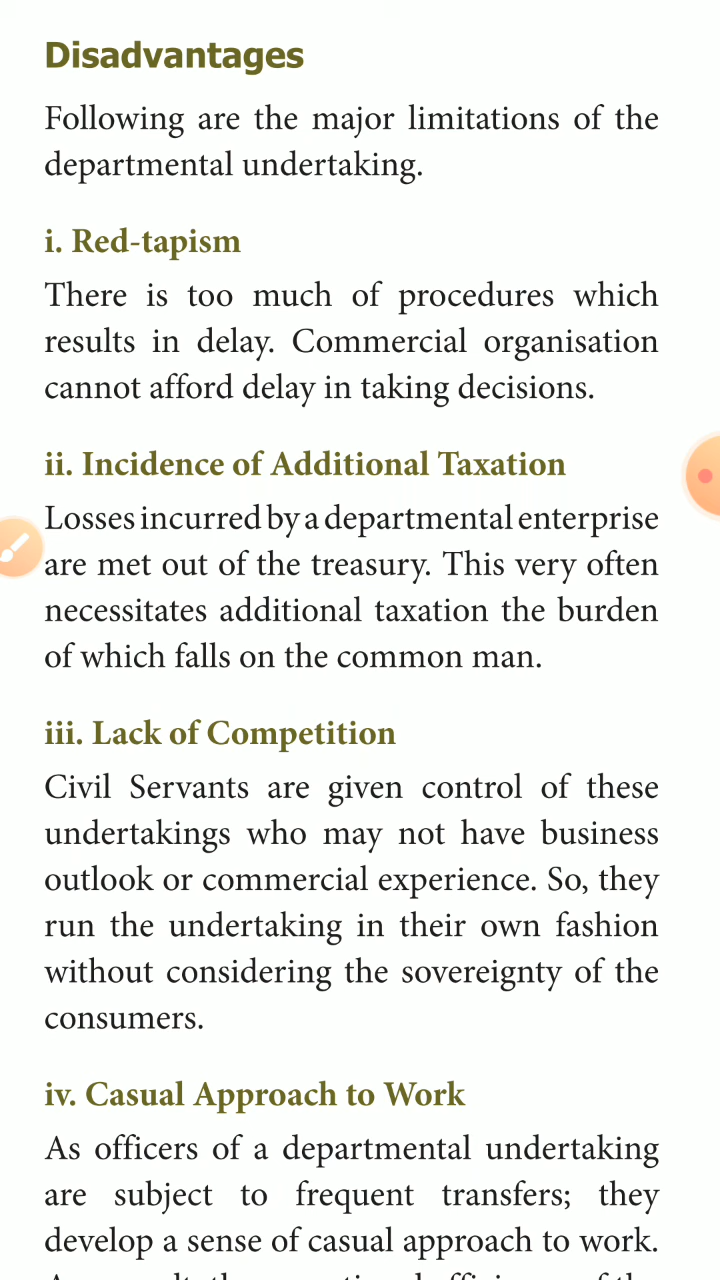 Disadvantages
Following are the major limitations of the
departmental undertaking.
i. Red-tapism
There is too much of procedures which
results in delay. Commercial organisation
cannot afford delay in taking decisions.
ii. Incidence of Additional Taxation
Losses incurred by a departmental enterprise
are met out of the treasury. This very often
necessitates additional taxation the burden
of which falls on the common man.
iii. Lack of Competition
Civil Servants are given control of these
undertakings who may not have business
outlook or commercial experience. So, they
run the undertaking in their own fashion
without considering the sovereignty of the
consumers.
iv. Casual Approach to Work
As officers of a departmental undertaking
are subject to frequent transfers; they
develop a sense of casual approach to work.